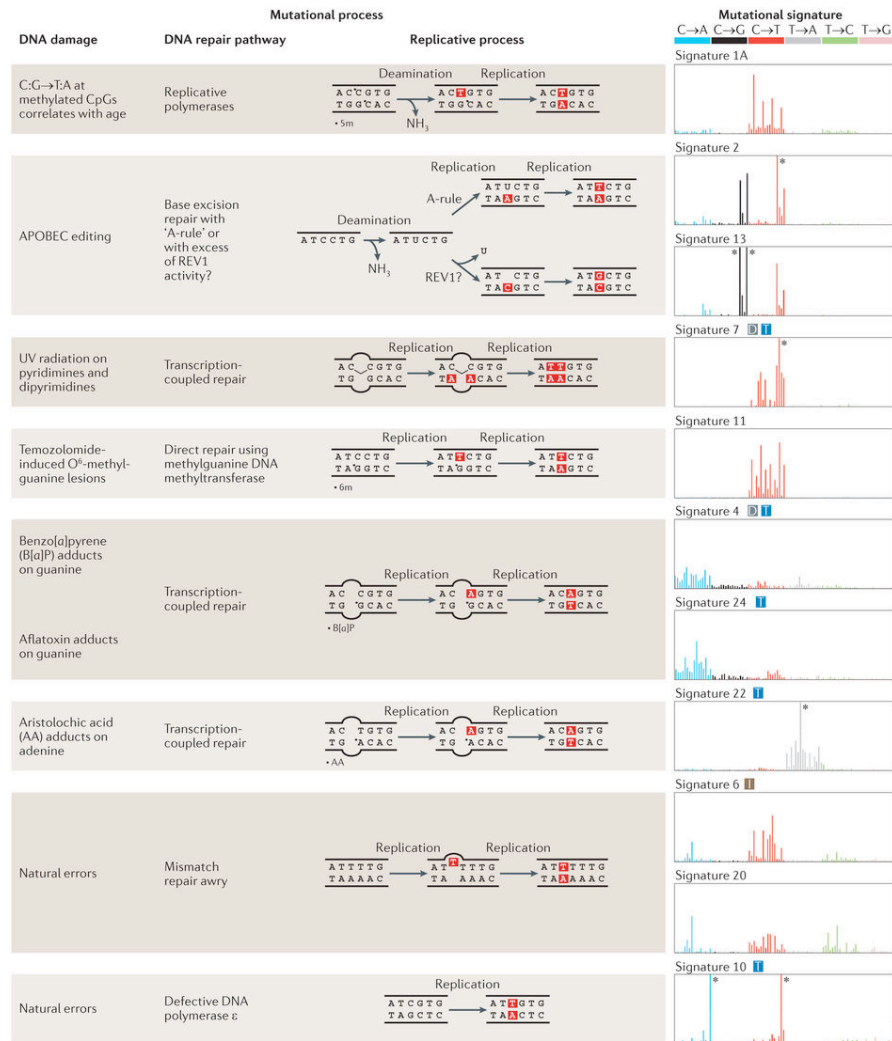 Mutational process
Mutational signature
DNA damage
DNA repair pathway
Replicative process
C→A C→G C→T T→A T→C T→G
Signature 1A
C:G→T:A at
methylated CpGs
correlates with age
Replicative
polymerases
Deamination
Replication
A C C G T G
T G G C A C
NH3
A C T G T G
T G G C A C
A C T G T G
T G A C A C
• 5m
Signature 2
APOBEC editing
Base excision
repair with
‘A-rule’ or
with excess
of REV1
activity?
Deamination
A T C C T G
NH3
A T U C T G
Replication
Replication
A-rule
A T U C T G
T A A G T C
A T T C T G
T A A G T C
U
REV1?
A T C T G
T A C G T C
A T G C T G
T A C G T C
*
Signature 13
* *
Signature 7 D T
UV radiation on
pyridimines and
dipyrimidines
Transcription-
coupled repair
Replication
Replication
A C C G T G
T G G C A C
A C C G T G
T A A C A C
A T T G T G
T A A C A C
*
Signature 11
Temozolomide-
induced O6-methyl-
guanine lesions
Direct repair using
methylguanine DNA
methyltransferase
Replication
Replication
A T C C T G
T A G G T C
A T T C T G
T A G G T C
A T T C T G
T A A G T C
• 6m
Signature 4 D T
Benzo[a]pyrene
(B[a]P) adducts
on guanine
Aflatoxin adducts
on guanine
Transcription-
coupled repair
Replication
Replication
A C C G T G
T G G C A C
A C A G T G
T G G C A C
A C A G T G
T G T C A C
• B[a]P
Signature 24 T
Signature 22 T
Aristolochic acid
(AA) adducts on
adenine
Transcription-
coupled repair
Replication
Replication
A C T G T G
T G A C A C
A C A G T G
T G A C A C
A C A G T G
T G T C A C
• AA
*
Signature 6 I
Natural errors
Mismatch
repair awry
Replication
Replication
A T T T T G
T A A A A C
A T T T T T G
T A A A A C
A T T T T T G
T A A A A A C
Signature 20
Signature 10 T
Natural errors
Defective DNA
polymerase ε
Replication
A T C G T G
T A G C T C
A T T G T G
T A A C T C
* *